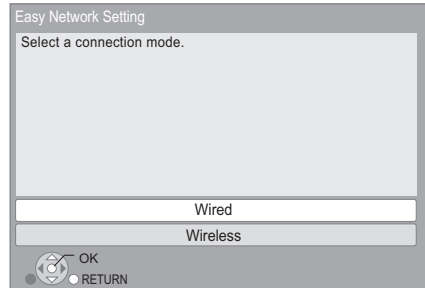 Easy Network Setting
Select a connection mode.
Wired
Wireless
OK
RETURN